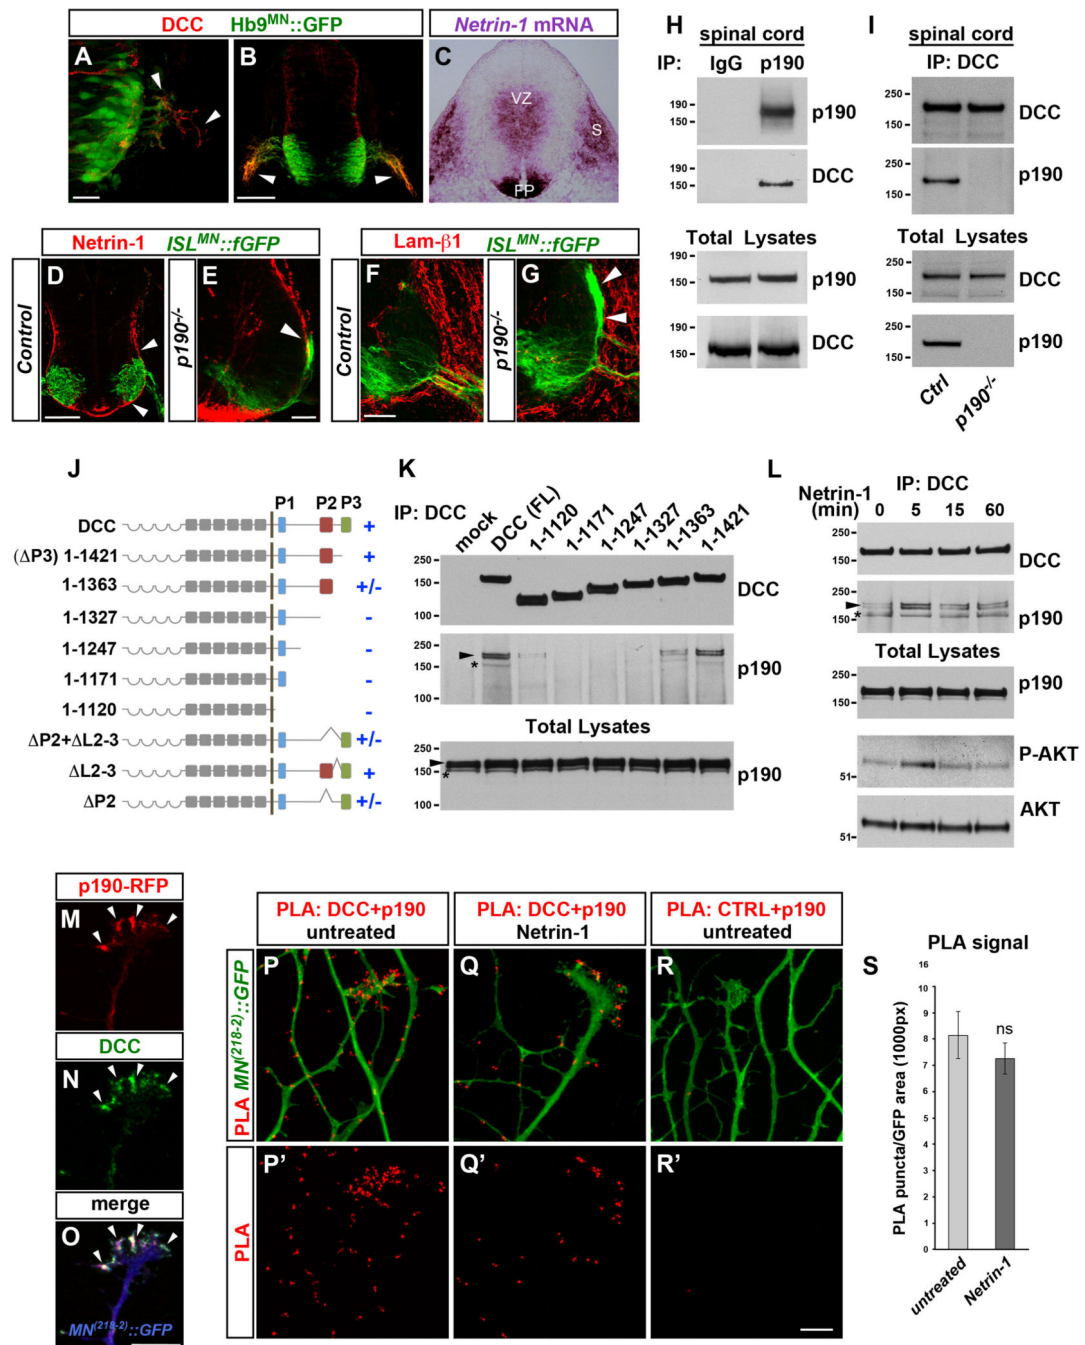 DCC Hb9MN::GFP
Netrin-1 mRNA
A
B
C
VZ
S
FP
Netrin-1 ISLMN::fGFP
Lam-β1 ISLMN::fGFP
Control
D
p190-/-
E
Control
F
p190-/-
G
H
spinal cord
IP: IgG p190
190
150
p190
190
150
DCC
Total Lysates
190
150
p190
190
150
DCC
I
spinal cord
IP: DCC
250
150
DCC
250
200
150
p190
Total Lysates
250
150
DCC
250
200
150
p190
Ctrl
p190-/-
J
P1 P2 P3
DCC +
(ΔP3) 1-1421 +
1-1363 +/-
1-1327 -
1-1247 -
1-1171 -
1-1120 -
ΔP2+ΔL2-3 +/-
ΔL2-3 +
ΔP2 +/-
K
IP: DCC
mock
DCC (FL)
1-1120
1-1171
1-1247
1-1327
1-1363
1-1421
250
150
100
DCC
250
150
100
*
p190
Total Lysates
250
150
100
*
p190
L
IP: DCC
Netrin-1
(min) 0 5 15 60
250
150
DCC
250
150
*
p190
Total Lysates
250
150
p190
51
P-AKT
51
AKT
p190-RFP
M
DCC
N
merge
O
MN(218-2)::GFP
PLA: DCC+p190
untreated
PLA: DCC+p190
Netrin-1
PLA: CTRL+p190
untreated
PLA MN(218-2)::GFP
P
Q
R
PLA
P'
Q'
R'
S
PLA signal
PLA puncta/GFP area (1000px)
16
10
9
8
7
6
5
4
3
2
1
0
ns
untreated
Netrin-1